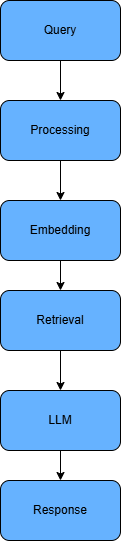 Query
Processing
Embedding
Retrieval
LLM
Response